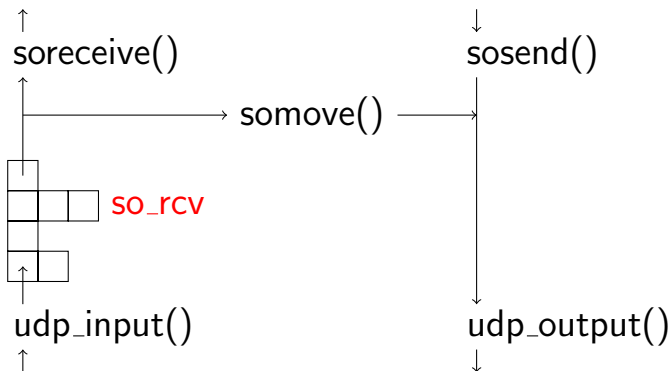 soreceive()
sosend()
somove()
so_rcv
udp_input()
udp_output()